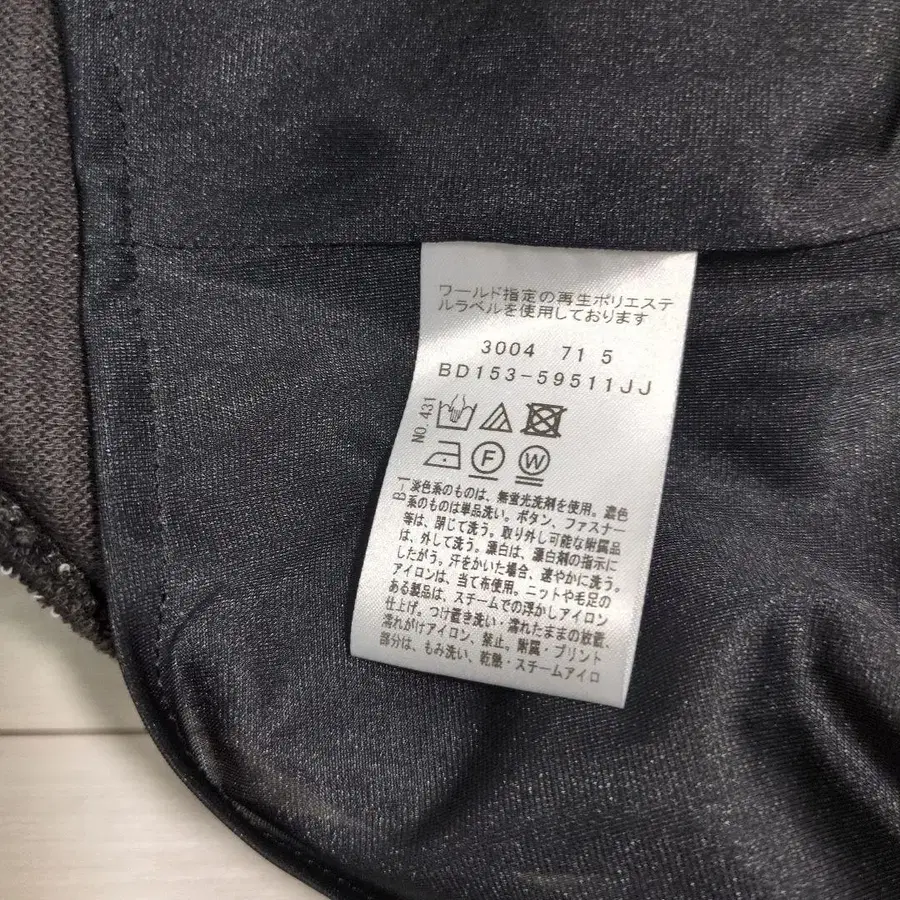 ワールド指定の再生ポリエステ
ルラベルを使用しております
3004 71 5
BD153-59511JJ
NO.431
F W
B-1
淡色系のものは、無蛍光洗剤を使用。濃色
系のものは単品洗い。ボタン、ファスナー
等は、閉じて洗う。取り外し可能な附属品
は、外して洗う。漂白は、漂白剤の指示に
したがう。汗をかいた場合、速やかに洗う。
アイロンは、当て布使用。ニットや毛足の
ある製品は、スチームでの浮かしアイロン
仕上げ。つけ置き洗い・濡れたままの放置、
濡れがけアイロン、禁止。附属・プリント
部分は、もみ洗い、乾熱・スチームアイロ